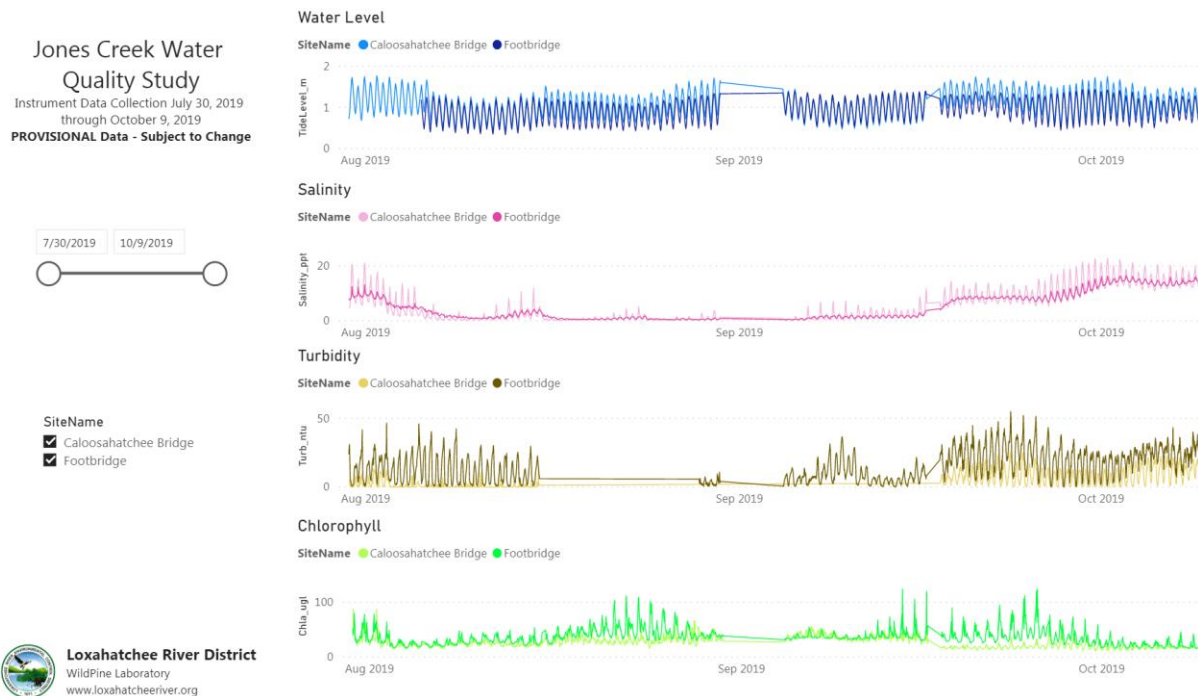 Jones Creek Water
Quality Study
Instrument Data Collection July 30, 2019
through October 9, 2019
PROVISIONAL Data - Subject to Change
7/30/2019 10/9/2019
SiteName
Caloosahatchee Bridge
Footbridge
Loxahatchee River District
WildPine Laboratory
www.loxahatcheeriver.org
Water Level
SiteName Caloosahatchee Bridge Footbridge
TideLevel_m
2
1
0
Aug 2019 Sep 2019 Oct 2019
Salinity
SiteName Caloosahatchee Bridge Footbridge
Salinity_ppt
20
0
Aug 2019 Sep 2019 Oct 2019
Turbidity
SiteName Caloosahatchee Bridge Footbridge
Turb_ntu
50
0
Aug 2019 Sep 2019 Oct 2019
Chlorophyll
SiteName Caloosahatchee Bridge Footbridge
Chla_ugl
100
0
Aug 2019 Sep 2019 Oct 2019